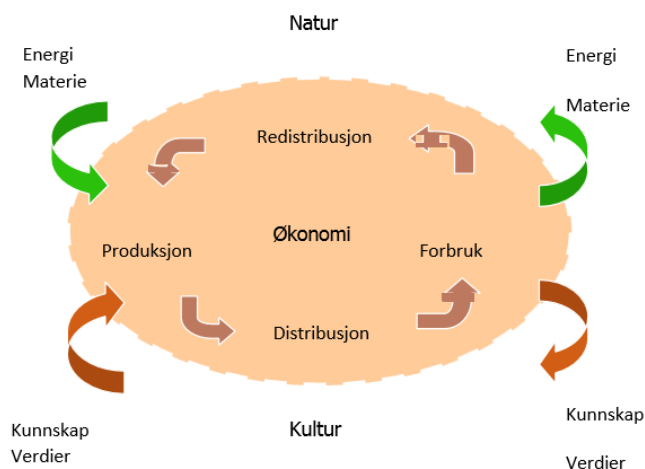 Natur
Energi
Materie
Energi
Materie
Redistribusjon
Økonomi
Produksjon
Forbruk
Distribusjon
Kunnskap
Verdier
Kultur
Kunnskap
Verdier